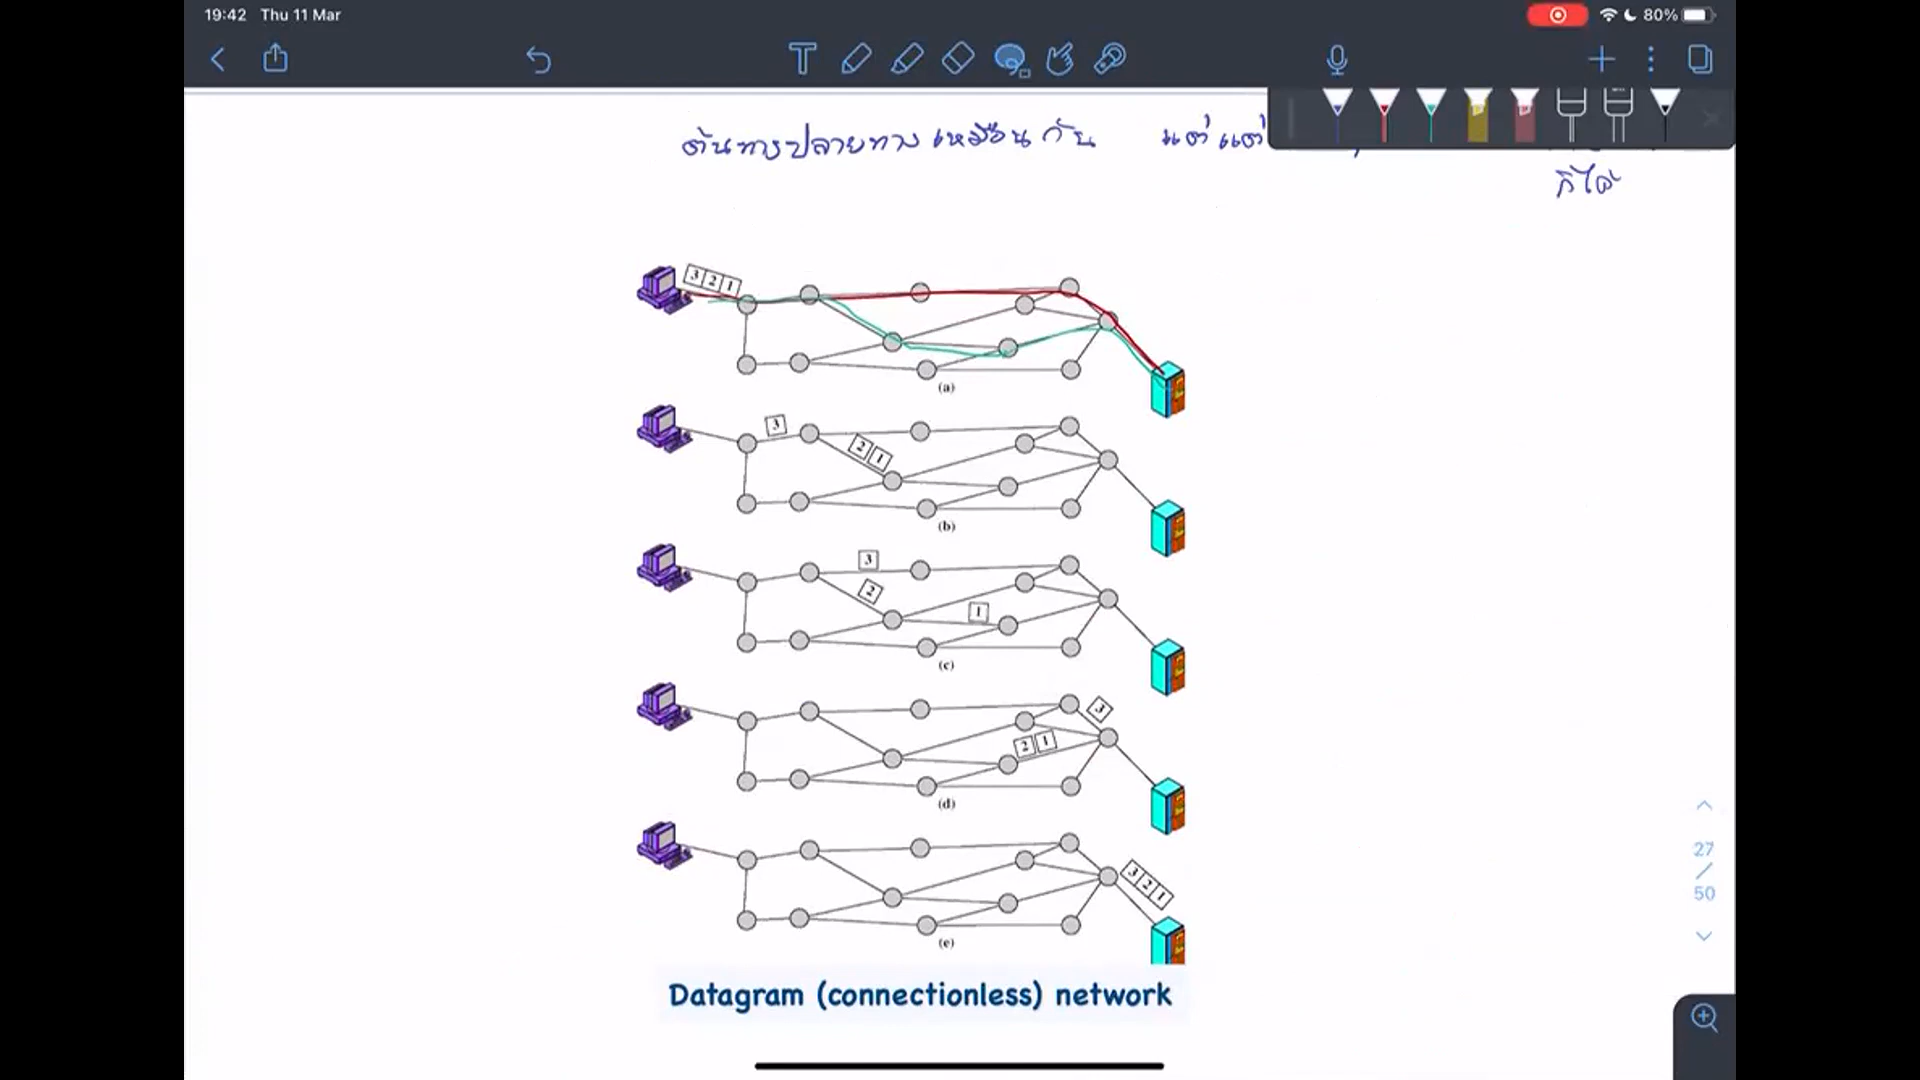 19:42 Thu 11 Mar
80%
ต้นทางปลายทาง เหมือนกัน แต่ แต่
ก็ได้
3 2 1
(a)
3
2 1
(b)
3
2
1
(c)
3
2 1
(d)
3 2 1
(e)
27
/
50
Datagram (connectionless) network